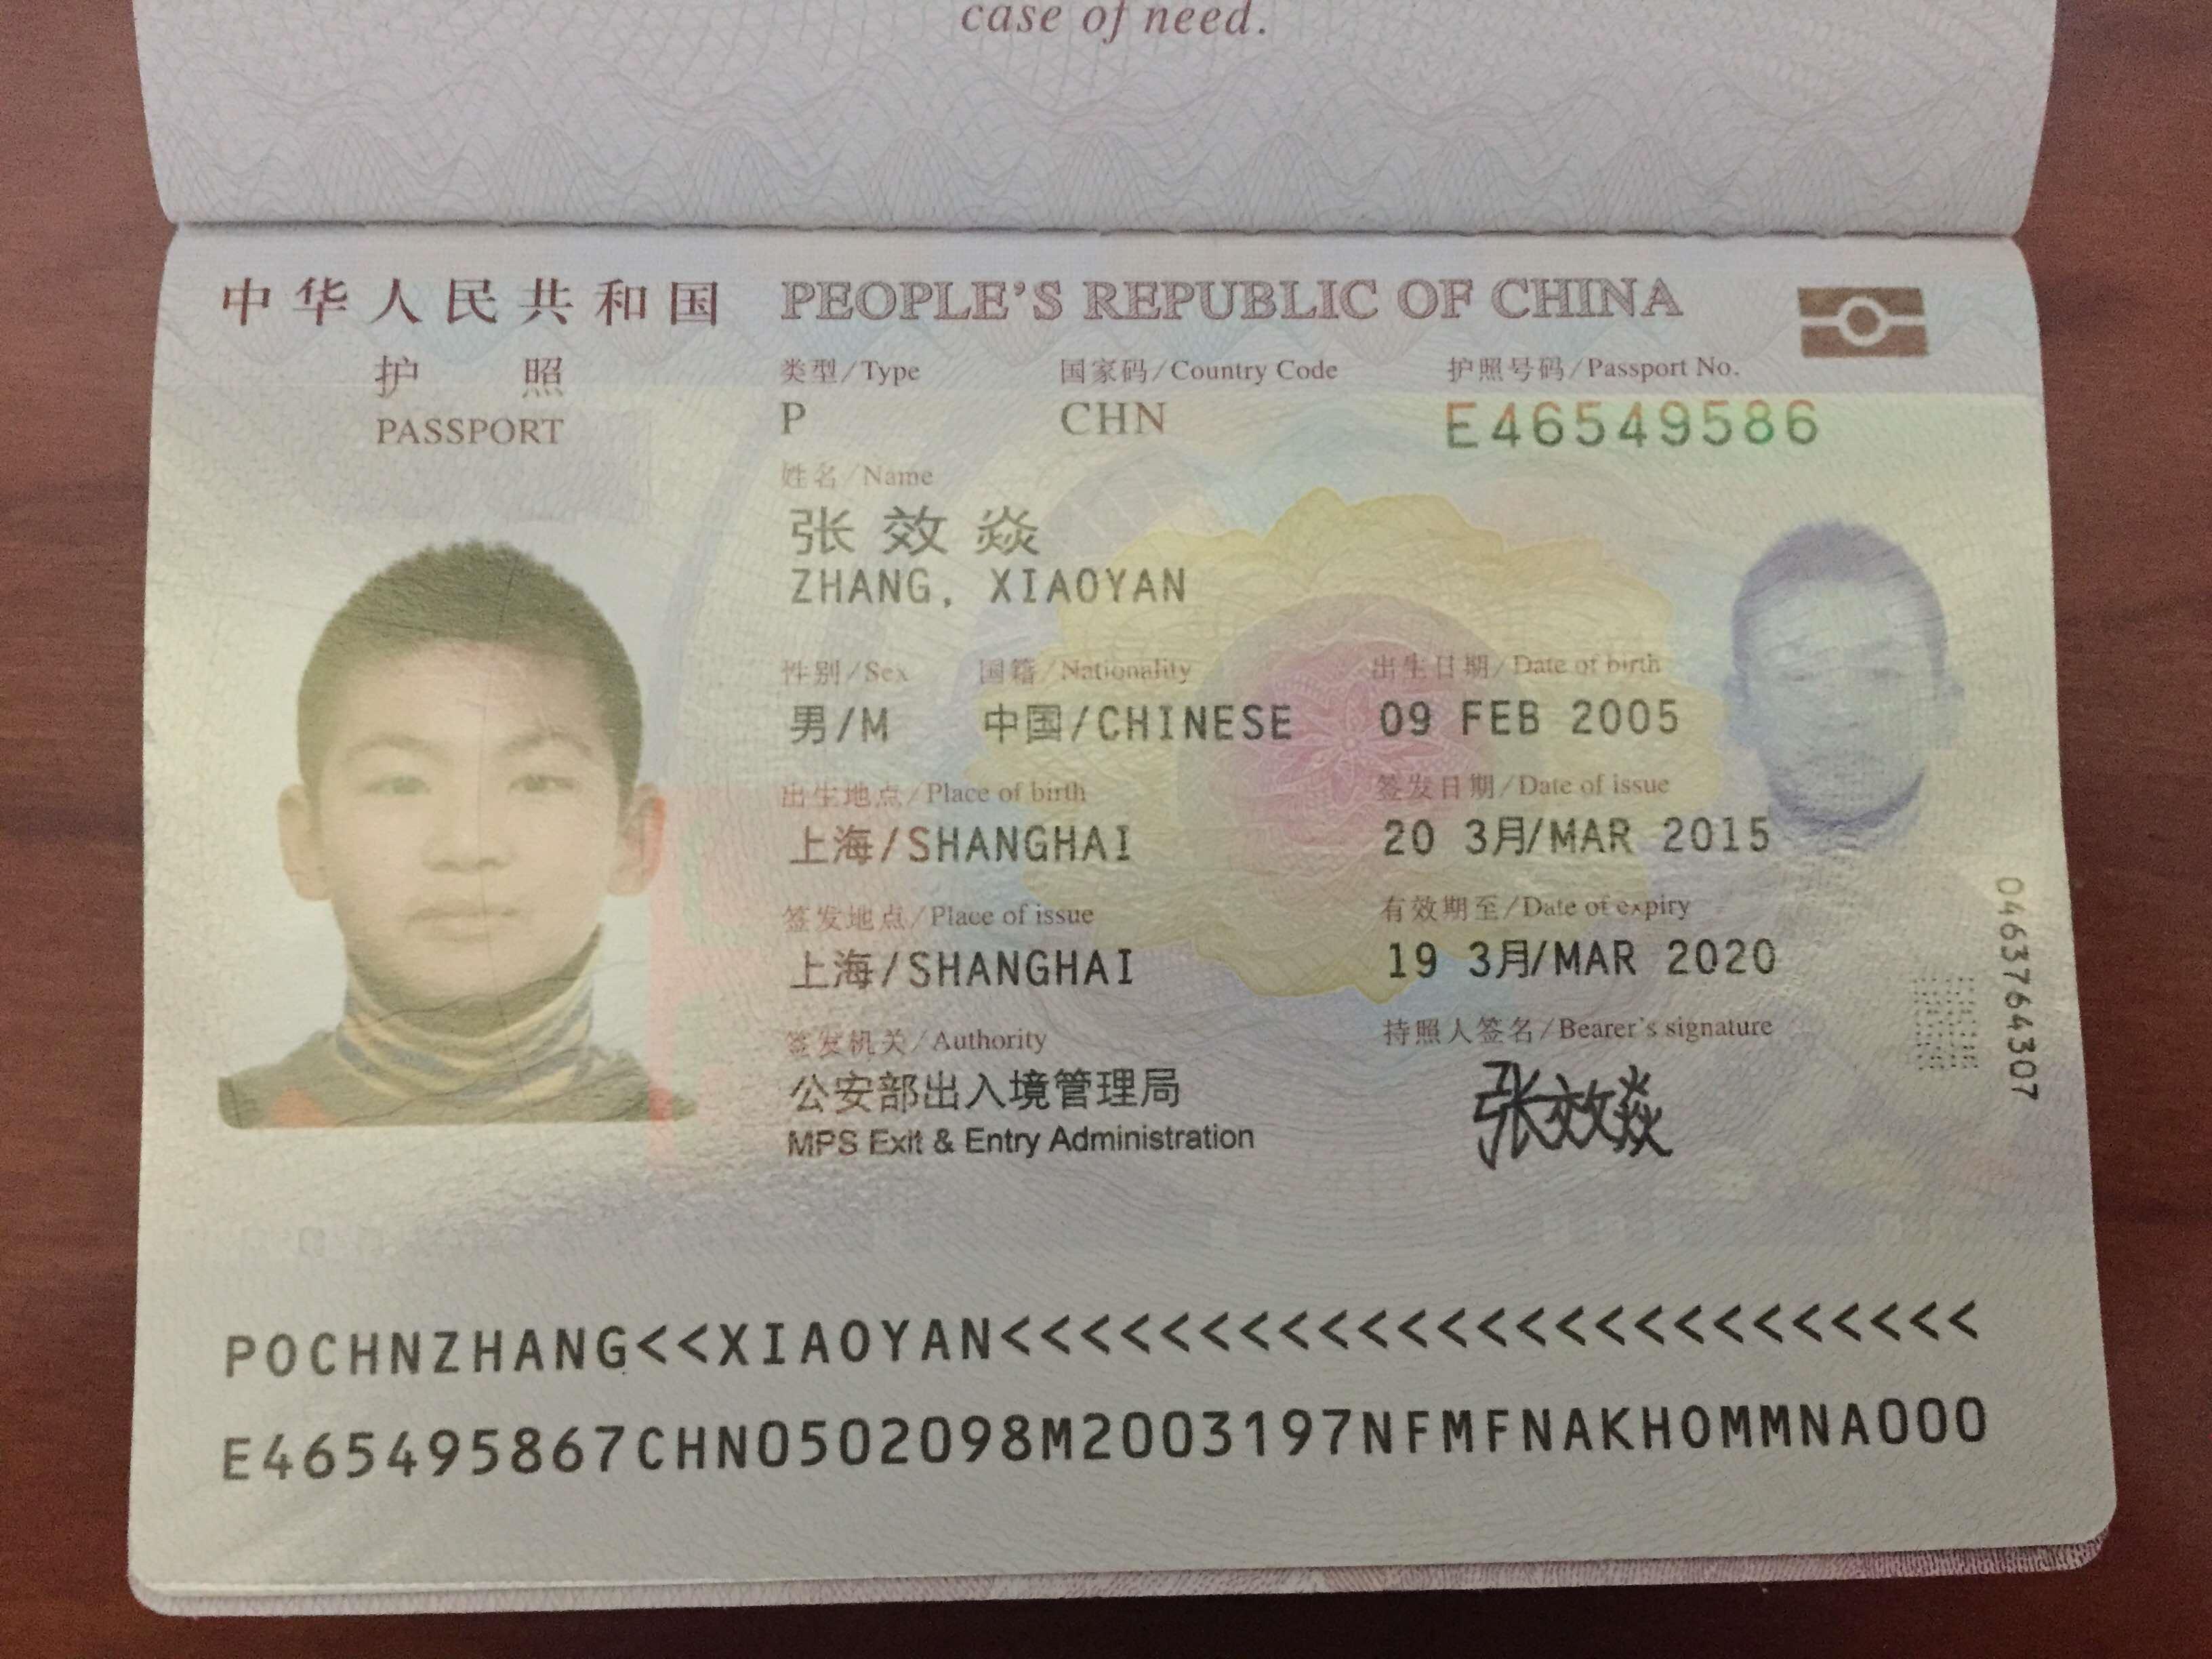 case of need.
中华人民共和国 PEOPLE'S REPUBLIC OF CHINA
护 照 类型/Type 国家码/Country Code 护照号码/Passport No.
PASSPORT P CHN E46549586
姓名/Name
张效焱
ZHANG, XIAOYAN
性别/Sex 国籍/Nationality 出生日期/Date of birth
男/M 中国/CHINESE 09 FEB 2005
出生地点/Place of birth 签发日期/Date of issue
上海/SHANGHAI 20 3月/MAR 2015
签发地点/Place of issue 有效期至/Date of expiry
上海/SHANGHAI 19 3月/MAR 2020
签发机关/Authority 持照人签名/Bearer's signature
公安部出入境管理局 张效焱
MPS Exit & Entry Administration
04637644307
POCHNZHANG<<XIAOYAN<<<<<<<<<<<<<<<<<<<<<<<<<
E465495867CHN0502098M2003197NFMFNAKHOMMNA000